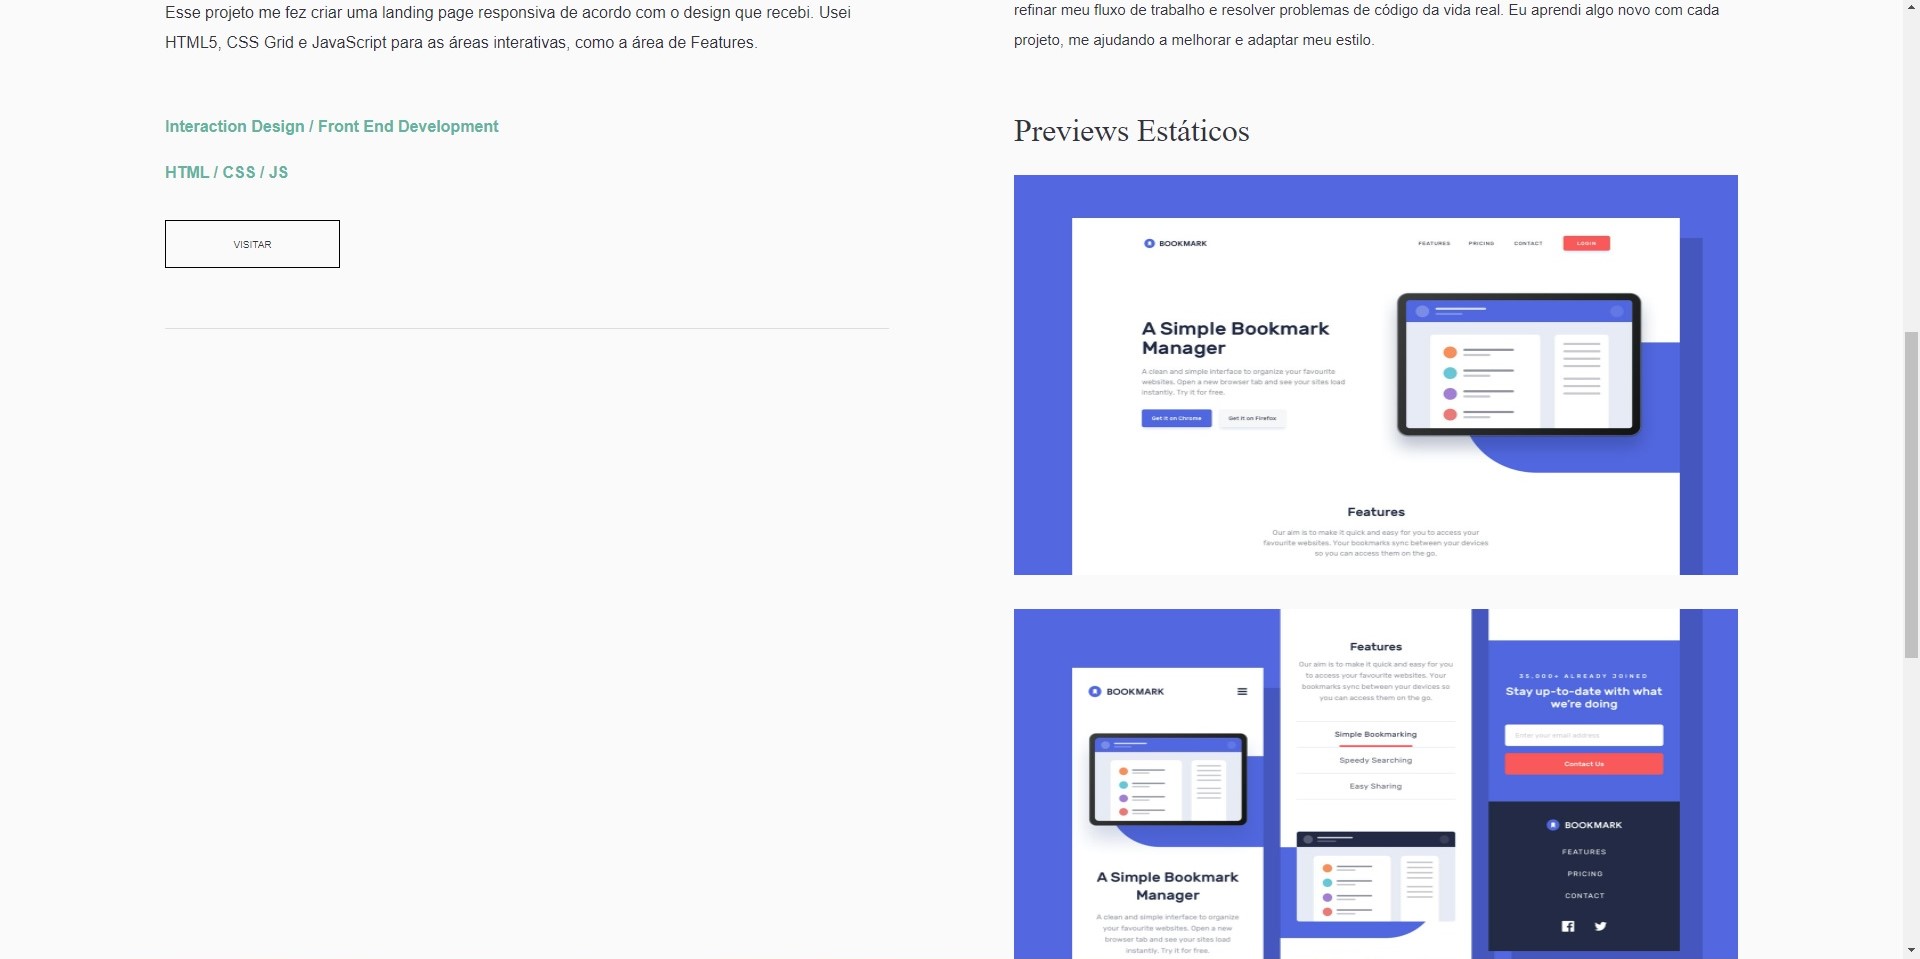 Esse projeto me fez criar uma landing page responsiva de acordo com o design que recebi. Usei
HTML5, CSS Grid e JavaScript para as áreas interativas, como a área de Features.
Interaction Design / Front End Development
HTML / CSS / JS
VISITAR
refinar meu fluxo de trabalho e resolver problemas de código da vida real. Eu aprendi algo novo com cada
projeto, me ajudando a melhorar e adaptar meu estilo.
Previews Estáticos
BOOKMARK
FEATURES PRICING CONTACT LOGIN
A Simple Bookmark
Manager
A clean and simple interface to organize your favourite
websites. Open a new browser tab and see your sites load
instantly. Try it for free.
Get It on Chrome Get It on Firefox
Features
Our aim is to make it quick and easy for you to access your
favourite websites. Your bookmarks sync between your devices
so you can access them on the go.
BOOKMARK
A Simple Bookmark
Manager
A clean and simple interface to organize
your favourite websites. Open a new
browser tab and see your sites load
instantly. Try it for free.
Features
Our aim is to make it quick and easy for you
to access your favourite websites. Your
bookmarks sync between your devices so
you can access them on the go.
Simple Bookmarking
Speedy Searching
Easy Sharing
35,000+ ALREADY JOINED
Stay up-to-date with what
we're doing
Enter your email address
Contact Us
BOOKMARK
FEATURES
PRICING
CONTACT